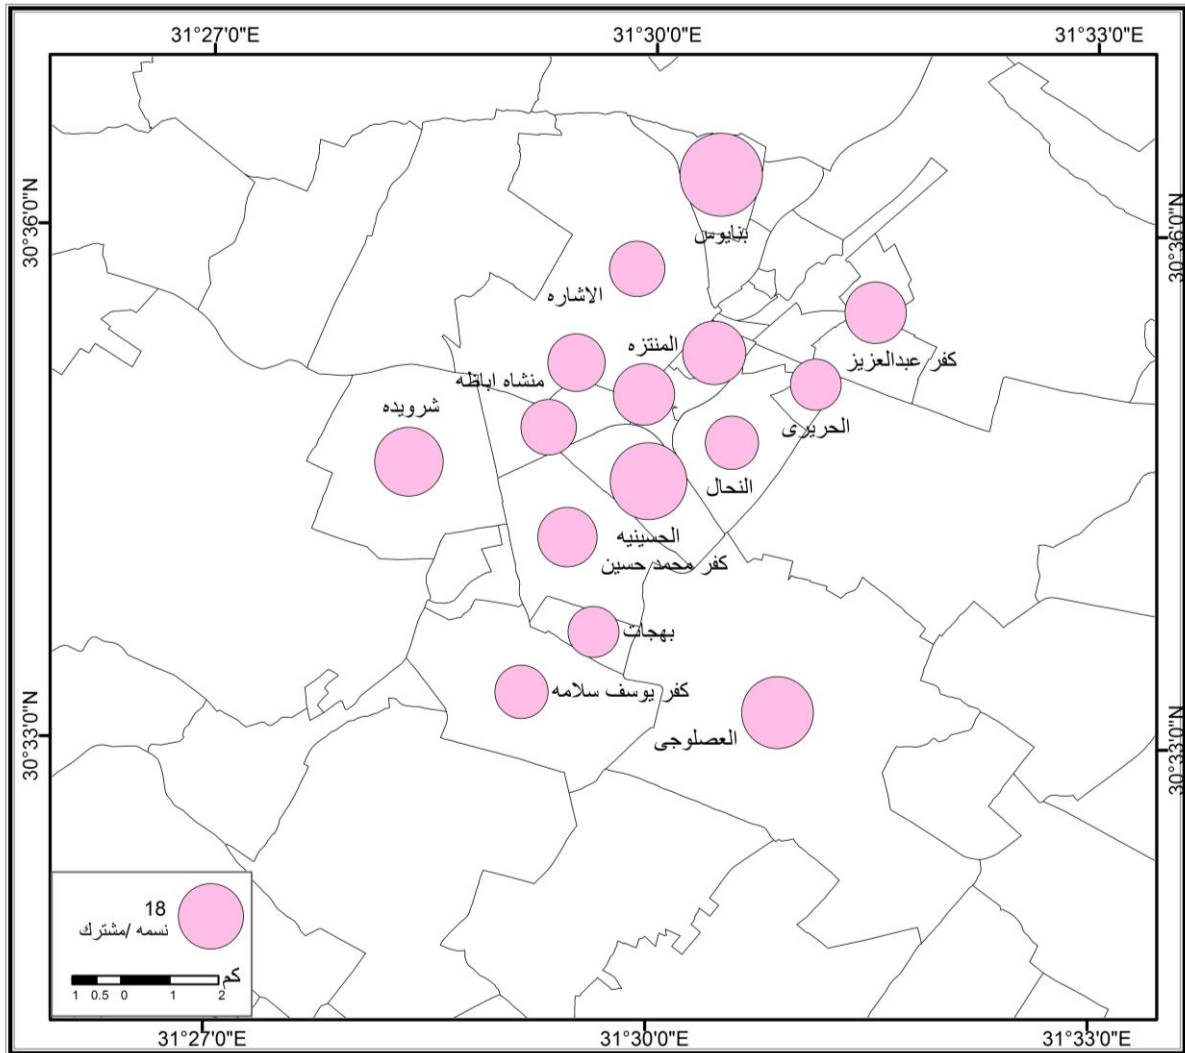 31°27'0"E
31°30'0"E
31°33'0"E
30°36'0"N
30°36'0"N
بنايوس
الاشاره
المنتزه
كفر عبدالعزيز
منشاه اباظه
شرويده
الحريرى
النحال
الحسينيه
كفر محمد حسين
بهجات
كفر يوسف سلامه
العصلوجى
30°33'0"N
30°33'0"N
18
نسمه /مشترك
كم
1 0.5 0 1 2
31°27'0"E
31°30'0"E
31°33'0"E